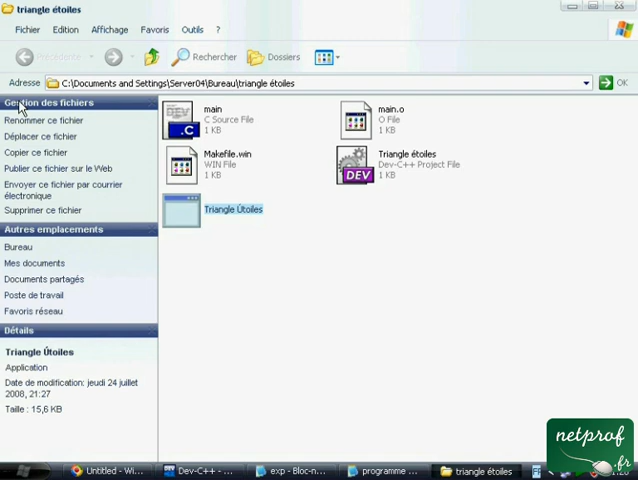 triangle étoiles
Fichier Edition Affichage Favoris Outils ?
Précédente Rechercher Dossiers
Adresse C:\Documents and Settings\Server04\Bureau\triangle étoiles OK
Gestion des fichiers
Renommer ce fichier
Déplacer ce fichier
Copier ce fichier
Publier ce fichier sur le Web
Envoyer ce fichier par courrier
électronique
Supprimer ce fichier
Autres emplacements
Bureau
Mes documents
Documents partagés
Poste de travail
Favoris réseau
Détails
Triangle Útoiles
Application
Date de modification: jeudi 24 juillet
2008, 21:27
Taille : 15,6 KB
main
C Source File
1 KB
DEV
.C
main.o
O File
1 KB
Makefile.win
WIN File
1 KB
Triangle étoiles
Dev-C++ Project File
1 KB
DEV
Triangle Útoiles
Untitled - Wi...
Dev-C++ - ...
exp - Bloc-n...
programme ...
triangle étoiles
netprof
.fr